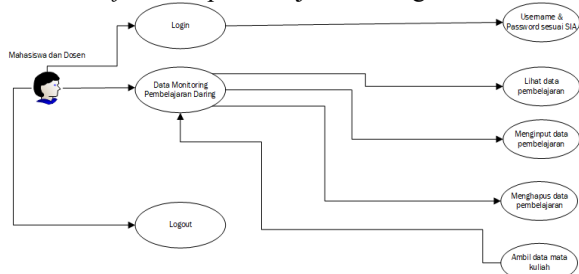 Login
Username &
Password sesuai SIA
Mahasiswa dan Dosen
Data Monitoring
Pembelajaran Daring
Lihat data
pembelajaran
Menginput data
pembelajaran
Menghapus data
pembelajaran
Logout
Ambil data mata
kuliah